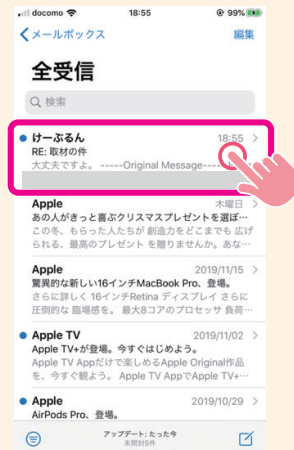 docomo 18:55 99%
メールボックス 編集
全受信
検索
けーぶるん 18:55
RE: 取材の件
大丈夫ですよ。 -----Original Message-----
Apple 木曜日
あの人がきっと喜ぶクリスマスプレゼントを選ぼ…
この冬、もらった人たちが 創造力をどこまでも 広げ
られる、最高のプレゼント を贈りませんか。あな…
Apple 2019/11/15
驚異的な新しい16インチMacBook Pro、登場。
さらに詳しく 16インチRetina ディスプレイ さらに
圧倒的な 臨場感を。 最大8コアのプロセッサ 負荷…
Apple TV 2019/11/02
Apple TV+が登場。今すぐはじめよう。
Apple TV Appだけで楽しめるApple Original作品
を、今すぐ観よう。 Apple TV AppでApple TV+…
Apple 2019/10/29
AirPods Pro、登場。
アップデート: たった今
未開封5件